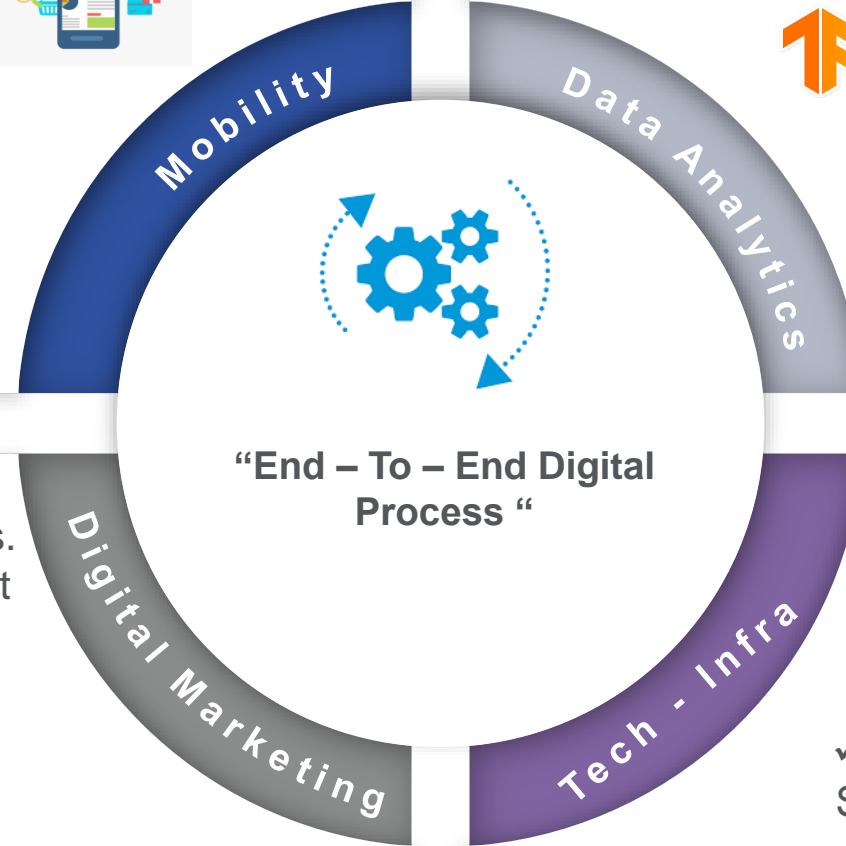 Mobility
Data Analytics
“End – To – End Digital
Process “
s.
t
Digital Marketing
Tech - Infra
✓
S